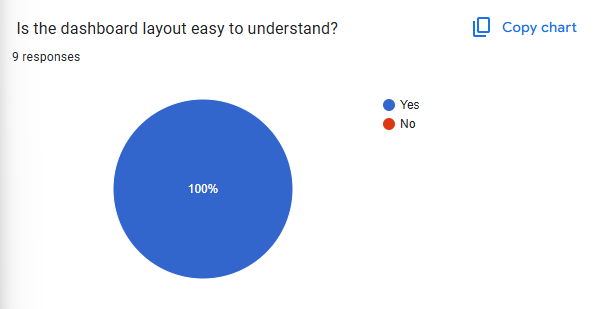 Is the dashboard layout easy to understand?
Copy chart
9 responses
Yes
No
100%